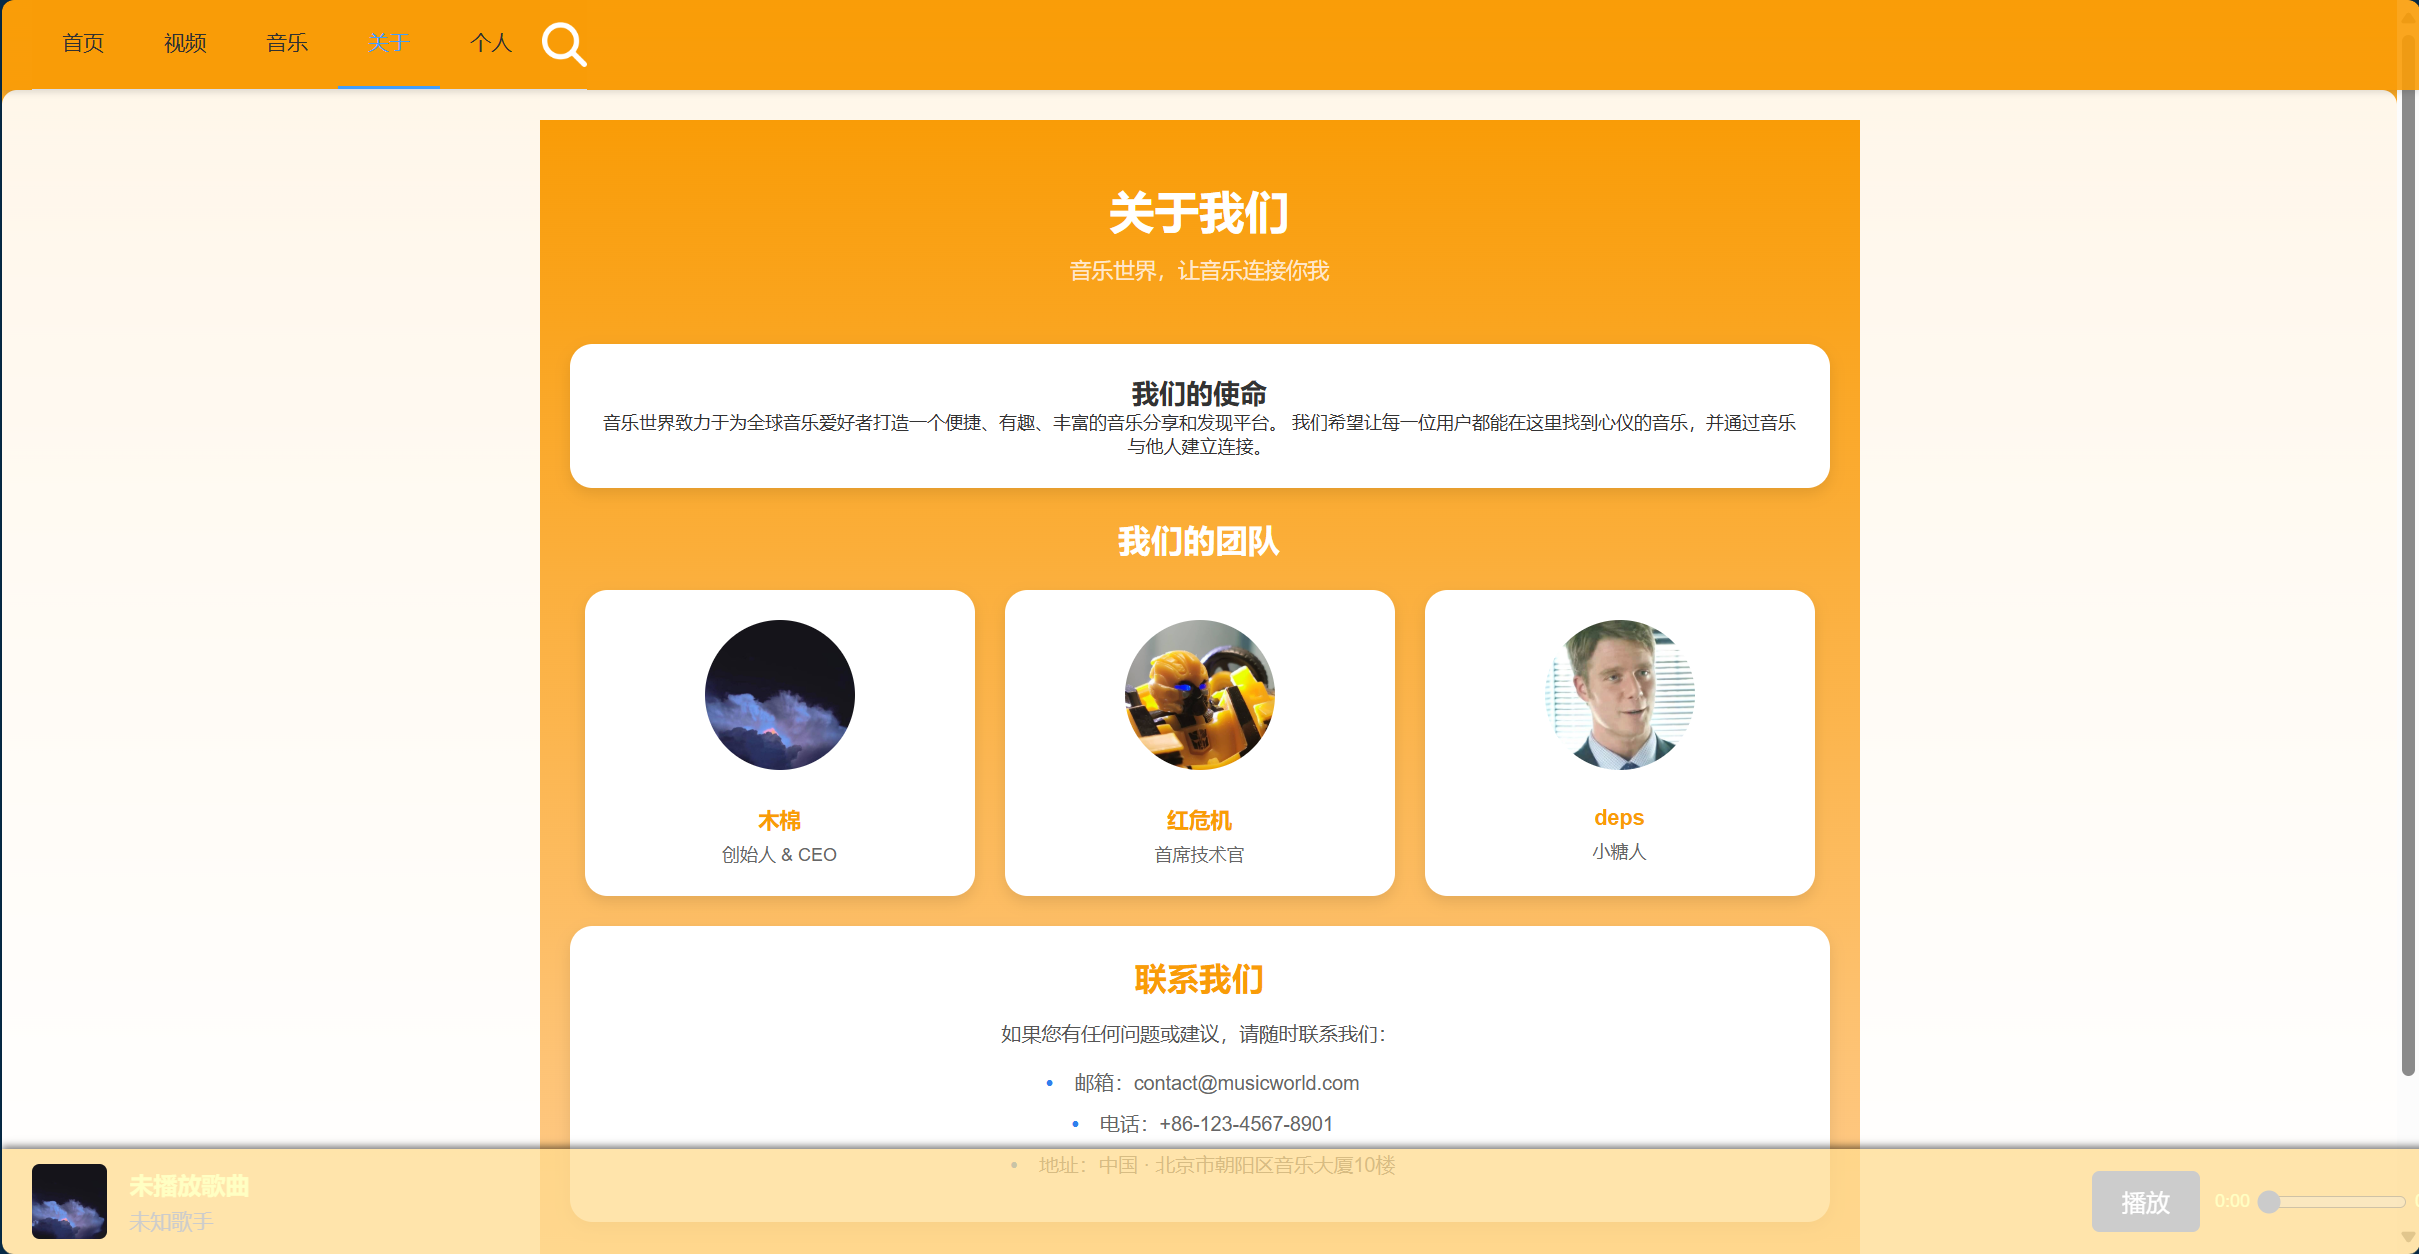 首页 视频 音乐 关于 个人
关于我们
音乐世界，让音乐连接你我
我们的使命
音乐世界致力于为全球音乐爱好者打造一个便捷、有趣、丰富的音乐分享和发现平台。 我们希望让每一位用户都能在这里找到心仪的音乐，并通过音乐
与他人建立连接。
我们的团队
木棉
创始人 & CEO
红危机
首席技术官
deps
小糖人
联系我们
如果您有任何问题或建议，请随时联系我们：
• 邮箱：contact@musicworld.com
• 电话：+86-123-4567-8901
• 地址：中国 · 北京市朝阳区音乐大厦10楼
未播放歌曲
未知歌手
播放 0:00